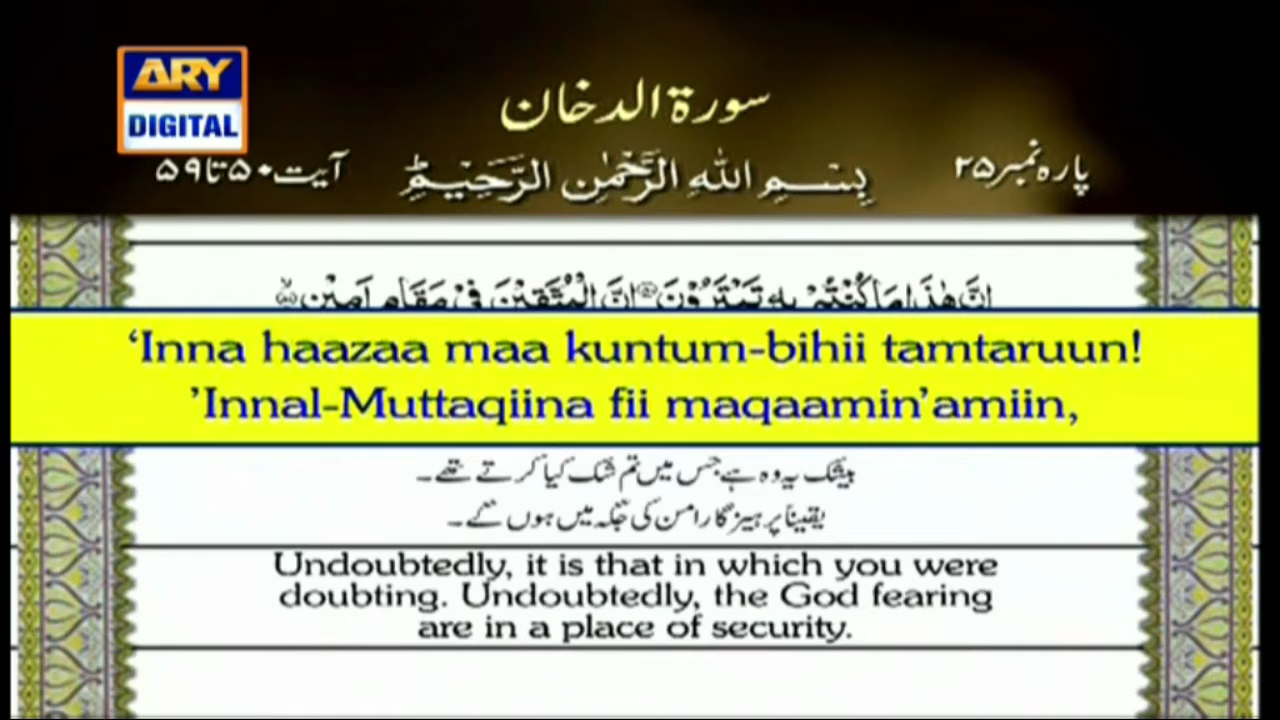 ARY
DIGITAL
سورة الدخان
پارہ نمبر ۲۵
بِسْمِ اللهِ الرَّحْمٰنِ الرَّحِيْمِ
آیت ۵۰ تا ۵۹
اِنَّ هٰذَا مَا كُنْتُمْ بِهٖ تَمْتَرُوْنَ ۵۰ اِنَّ الْمُتَّقِيْنَ فِيْ مَقَامٍ اَمِيْنٍ
‘Inna haazaa maa kuntum-bihii tamtaruun!
’Innal-Muttaqiina fii maqaamin’amiin,
بیشک یہ وہ ہے جس میں تم شک کیا کرتے تھے۔
یقیناً پرہیزگار امن کی جگہ میں ہوں گے۔
Undoubtedly, it is that in which you were
doubting. Undoubtedly, the God fearing
are in a place of security.